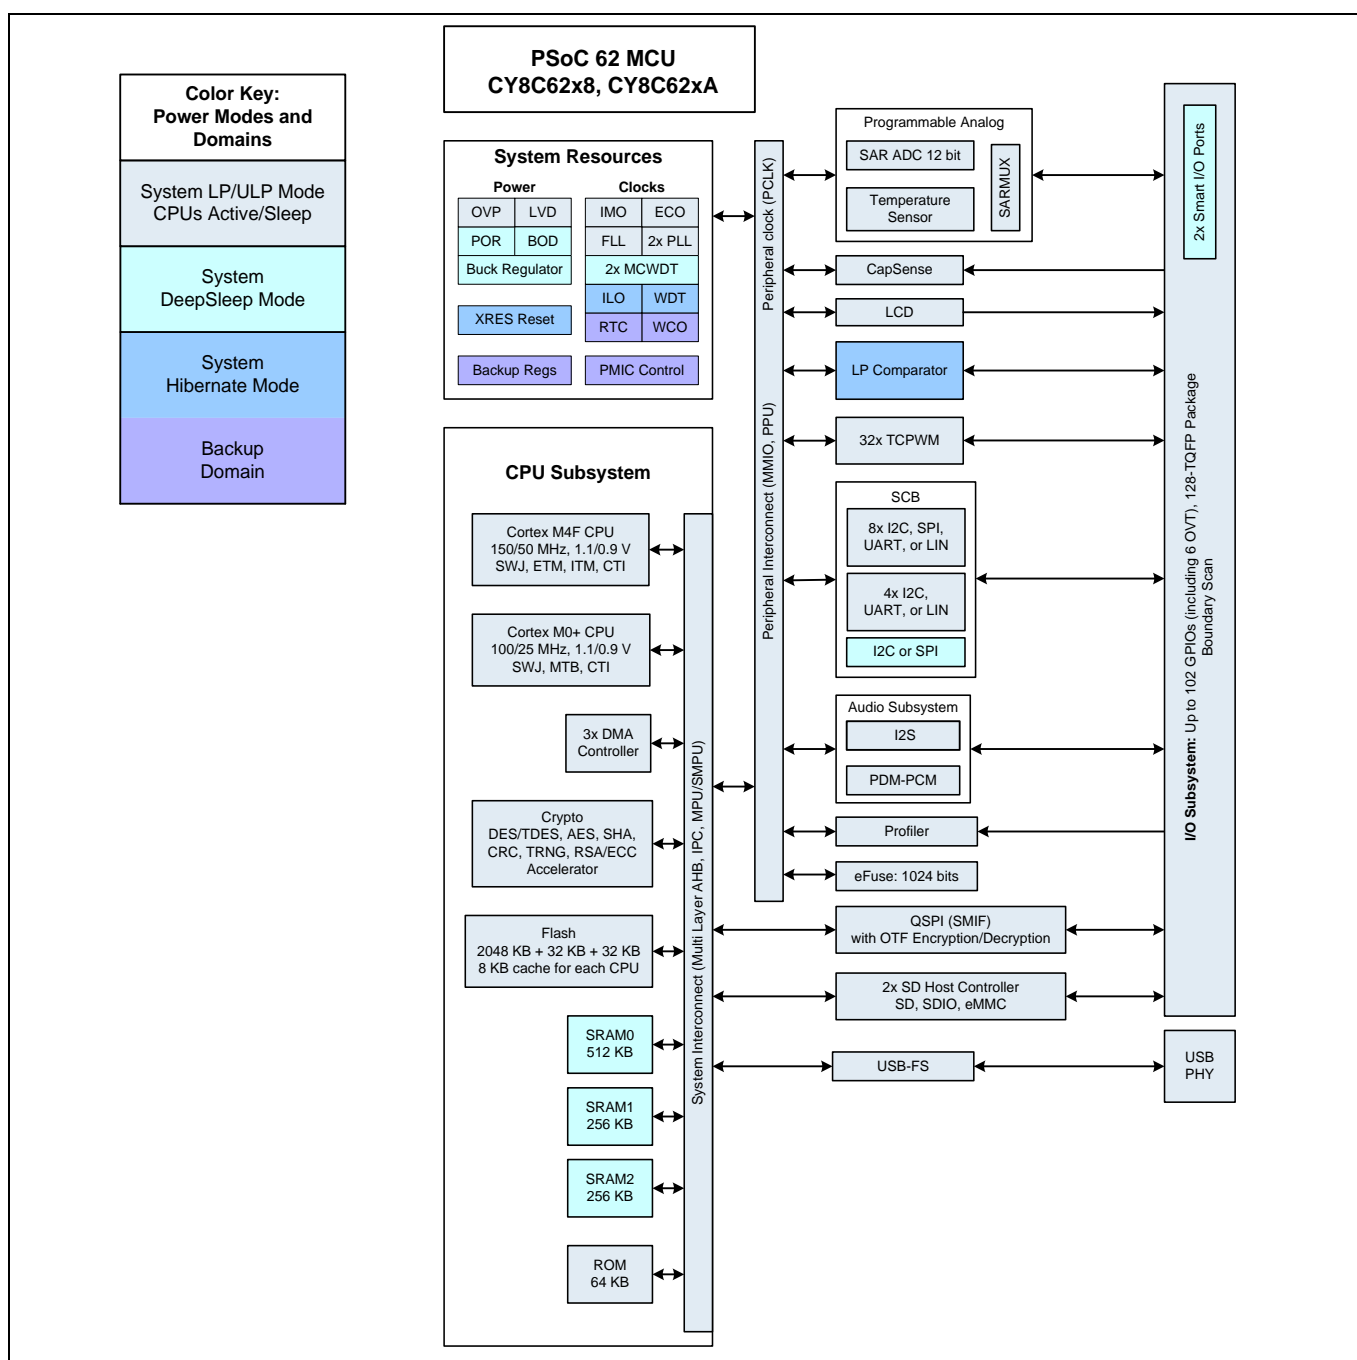 PSoC 62 MCU
CY8C62x8, CY8C62xA
Color Key:
Power Modes and
Domains
System LP/ULP Mode
CPUs Active/Sleep
System
DeepSleep Mode
System
Hibernate Mode
Backup
Domain
System Resources
Power
Clocks
OVP
LVD
IMO
ECO
POR
BOD
FLL
2x PLL
Buck Regulator
2x MCWDT
ILO
WDT
XRES Reset
RTC
WCO
Backup Regs
PMIC Control
CPU Subsystem
Cortex M4F CPU
150/50 MHz, 1.1/0.9 V
SWJ, ETM, ITM, CTI
Cortex M0+ CPU
100/25 MHz, 1.1/0.9 V
SWJ, MTB, CTI
3x DMA
Controller
Crypto
DES/TDES, AES, SHA,
CRC, TRNG, RSA/ECC
Accelerator
Flash
2048 KB + 32 KB + 32 KB
8 KB cache for each CPU
SRAM0
512 KB
SRAM1
256 KB
SRAM2
256 KB
ROM
64 KB
System Interconnect (Multi Layer AHB, IPC, MPU/SMPU)
Peripheral Interconnect (MMIO, PPU)
Peripheral clock (PCLK)
Programmable Analog
SAR ADC 12 bit
Temperature
Sensor
SARMUX
CapSense
LCD
LP Comparator
32x TCPWM
SCB
8x I2C, SPI,
UART, or LIN
4x I2C,
UART, or LIN
I2C or SPI
Audio Subsystem
I2S
PDM-PCM
Profiler
eFuse: 1024 bits
QSPI (SMIF)
with OTF Encryption/Decryption
2x SD Host Controller
SD, SDIO, eMMC
USB-FS
2x Smart I/O Ports
I/O Subsystem: Up to 102 GPIOs (including 6 OVT), 128-TQFP Package
Boundary Scan
USB
PHY